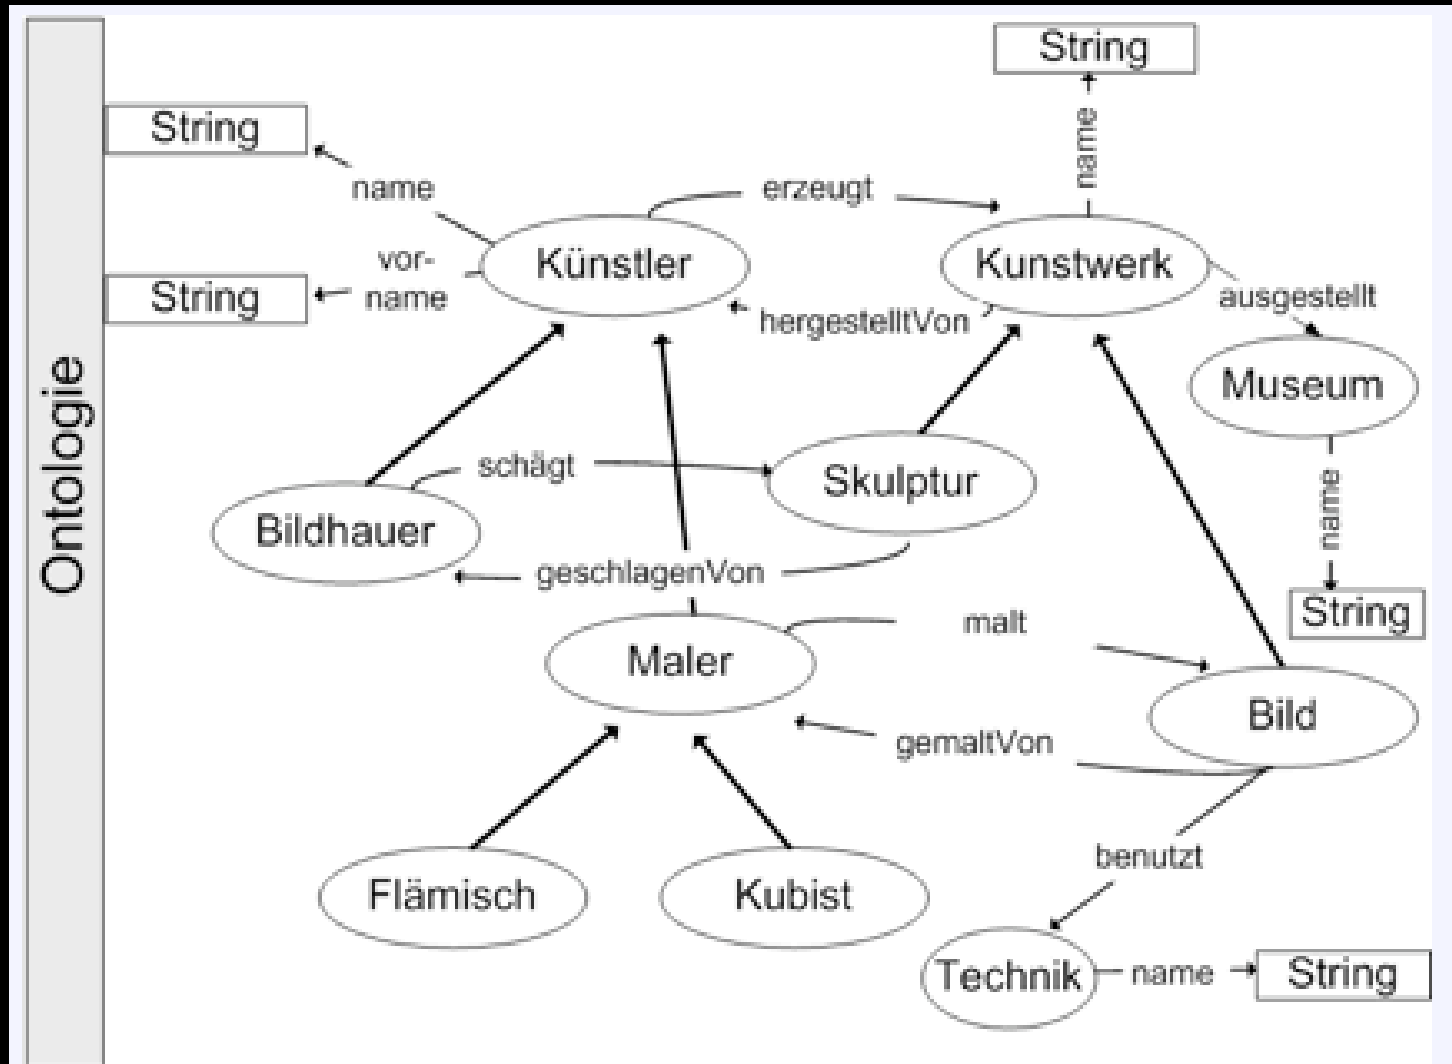 Ontologie
String
String
name
name
erzeugt
Künstler
Kunstwerk
vor-
name
String
hergestelltVon
ausgestellt
Museum
name
String
schägt
Skulptur
Bildhauer
geschlagenVon
malt
Maler
Bild
gemaltVon
benutzt
Flämisch
Kubist
Technik
name
String